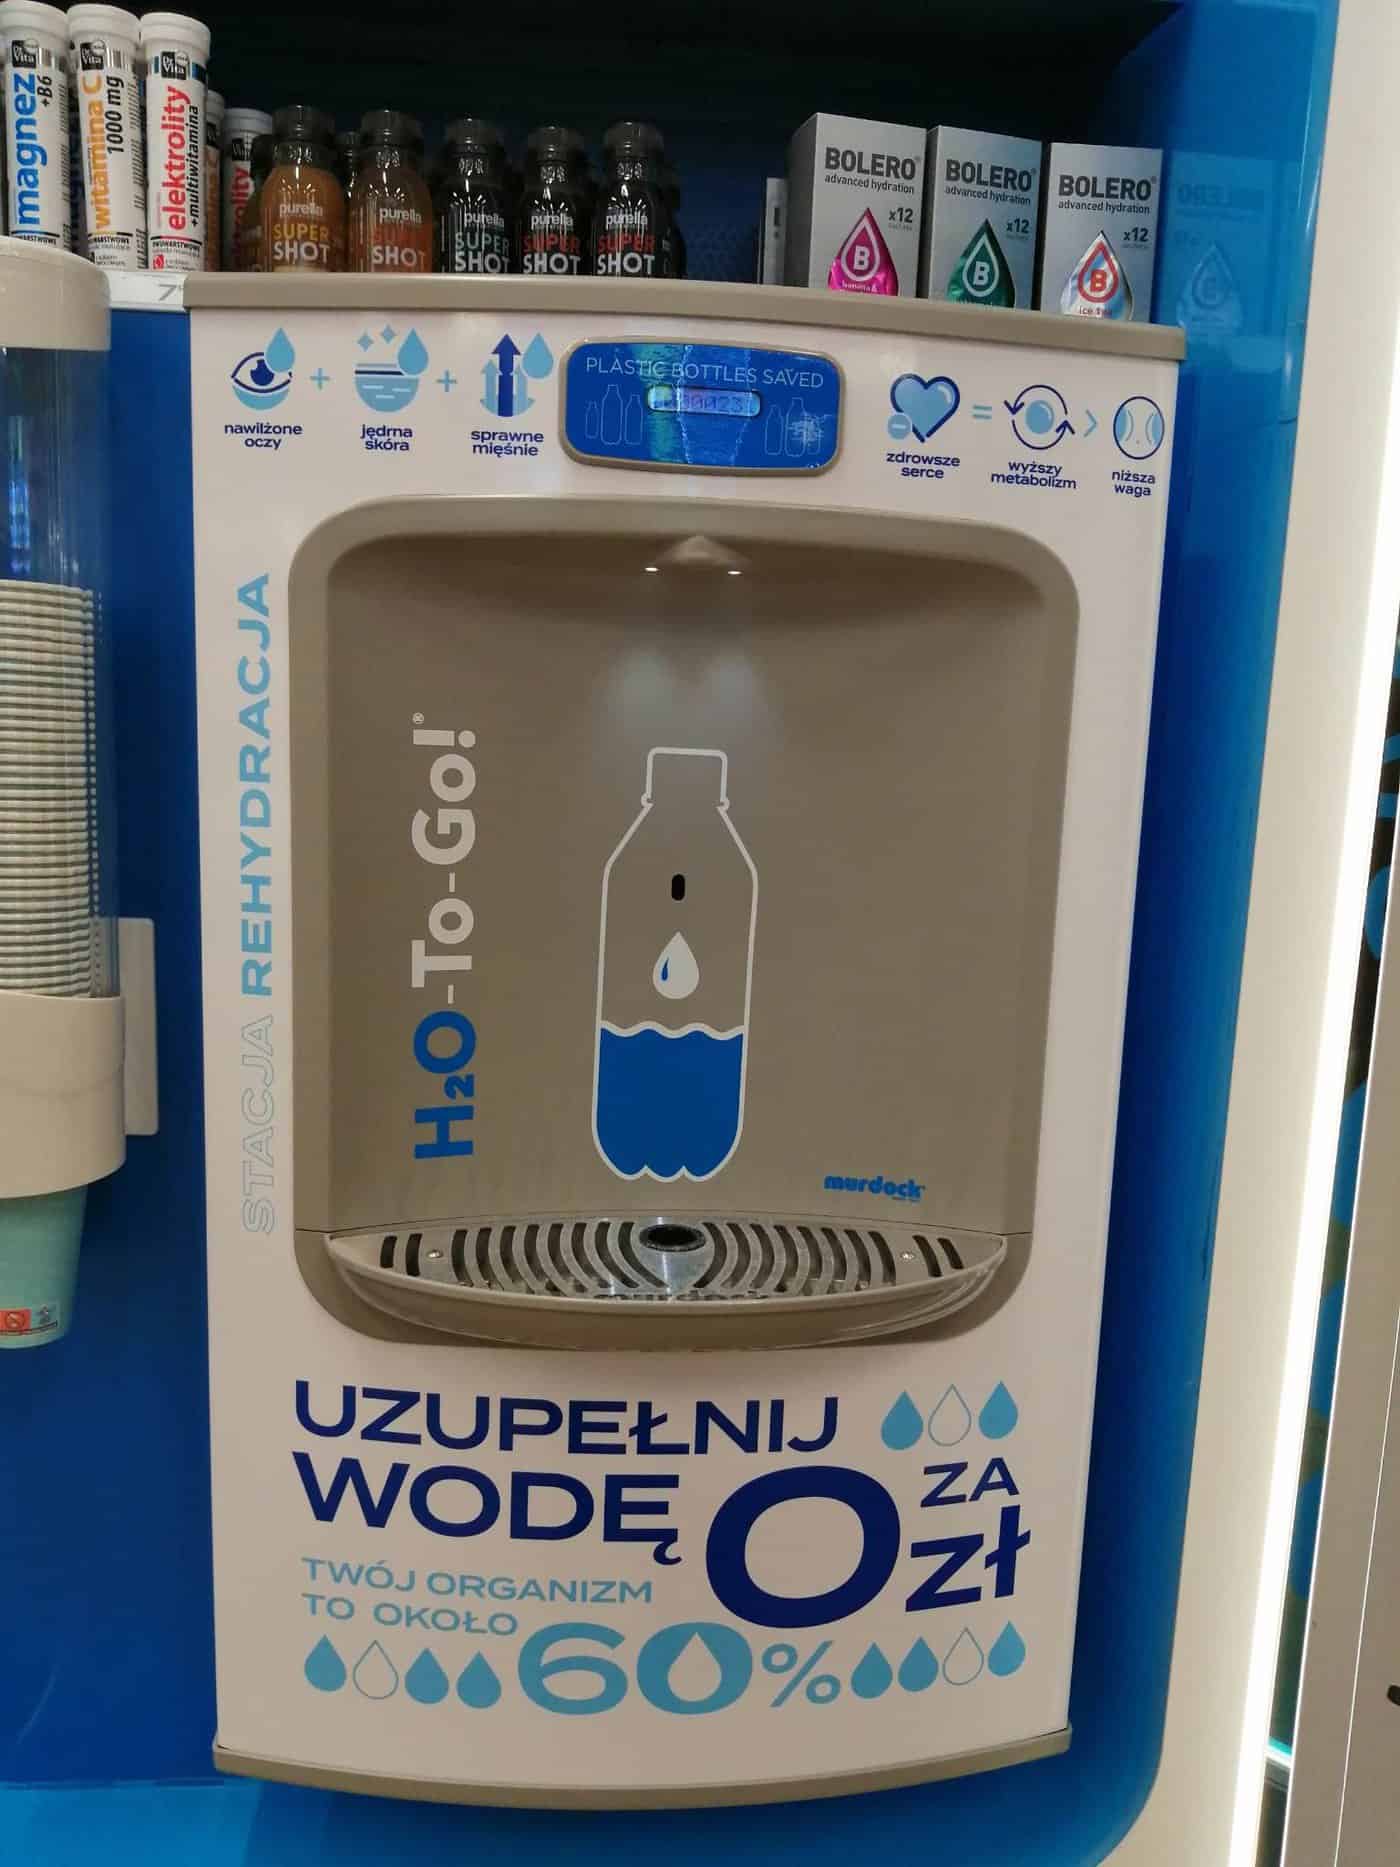 magnez
+B6
witamina C
1000 mg
elektrolity
+multiwitamina
purella
SUPER
SHOT
purella
SUPER
SHOT
purella
SUPER
SHOT
purella
SUPER
SHOT
purella
SUPER
SHOT
BOLERO®
advanced hydration
x12
B
BOLERO®
advanced hydration
x12
B
BOLERO®
advanced hydration
x12
B
nawilżone
oczy
+
jędrna
skóra
+
sprawne
mięśnie
PLASTIC BOTTLES SAVED
zdrowsze
serce
=
wyższy
metabolizm
>
niższa
waga
STACJA REHYDRACJA
H2O-To-Go!®
murdock
murdock
UZUPEŁNIJ
WODĘ ZA
0 zł
TWÓJ ORGANIZM
TO OKOŁO
60%